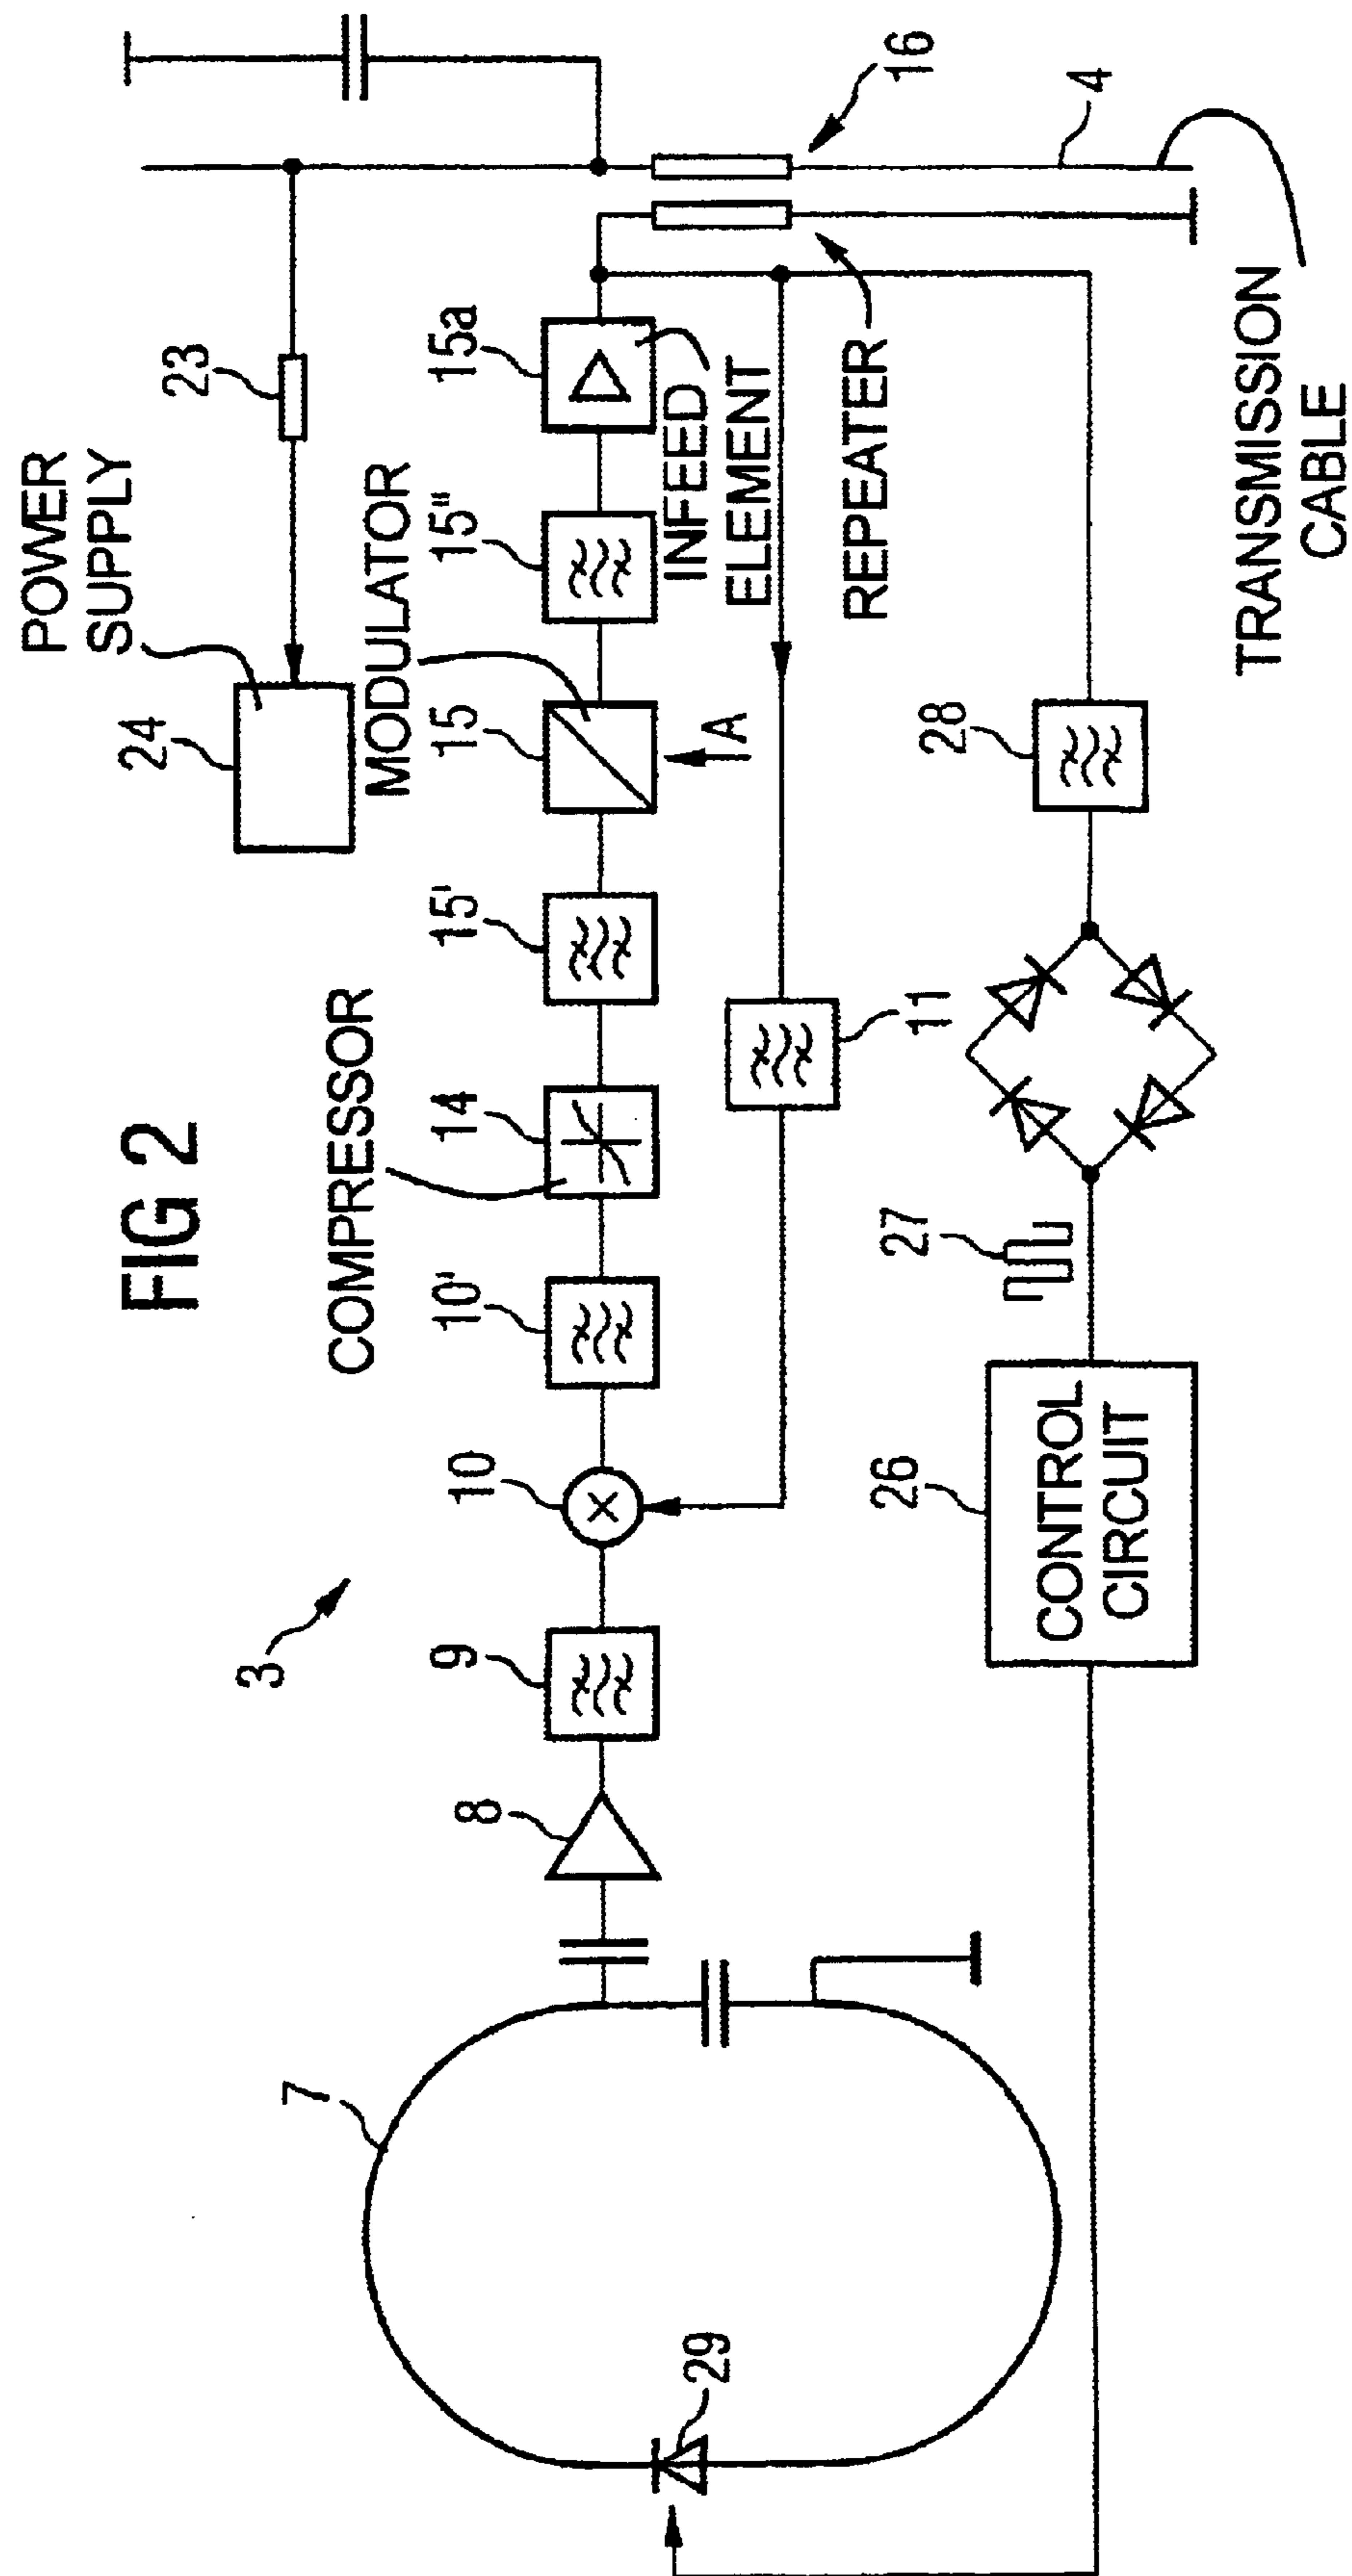 FIG 2
3
7
29
8
9
10
10'
COMPRESSOR
14
15'
MODULATOR
15
A
15"
15a
INFEED
ELEMENT
POWER
SUPPLY
24
23
16
4
REPEATER
TRANSMISSION
CABLE
11
28
27
26
CONTROL
CIRCUIT